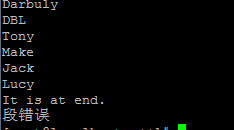 Darbuly
DBL
Tony
Make
Jack
Lucy
It is at end.
段错误